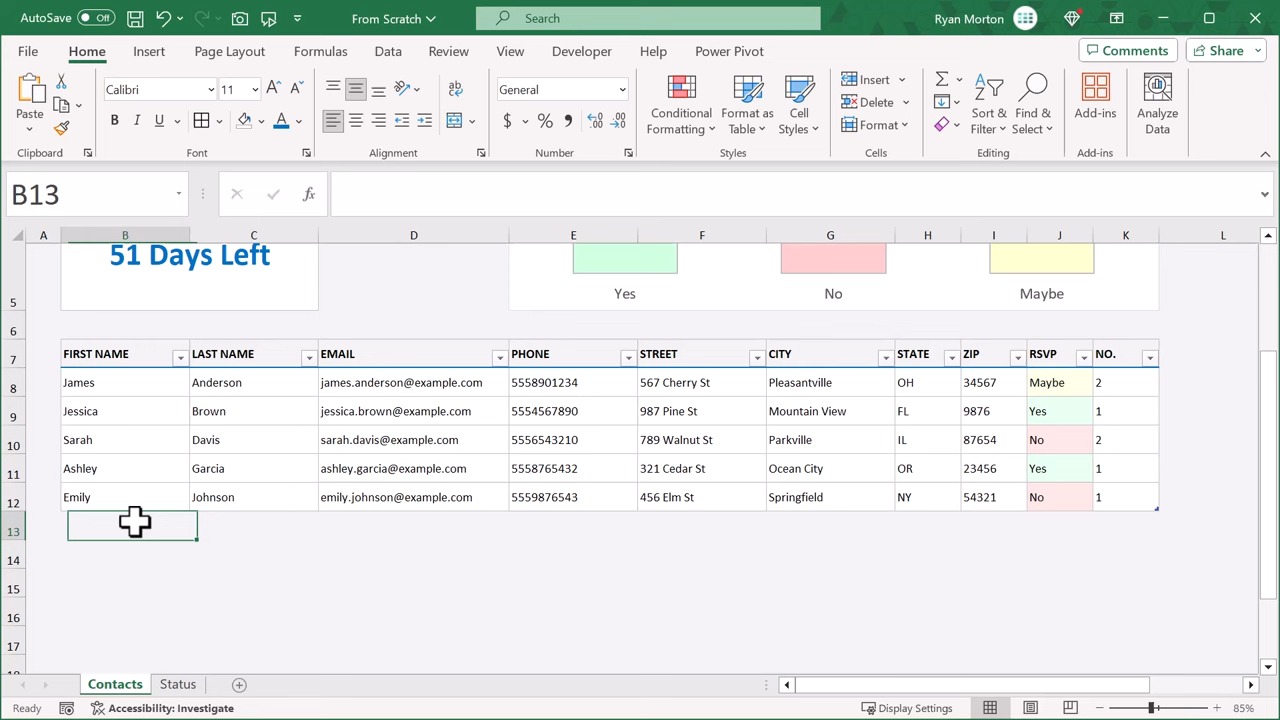 AutoSave Off From Scratch Search Ryan Morton
File Home Insert Page Layout Formulas Data Review View Developer Help Power Pivot Comments Share
Paste Calibri 11 General Conditional Formatting Format as Table Cell Styles Insert Delete Format Sort & Filter Find & Select Add-ins Analyze Data
Clipboard Font Alignment Number Styles Cells Editing Add-ins Analysis
B13
A B C D E F G H I J K L
51 Days Left
5 Yes No Maybe
6
7 FIRST NAME LAST NAME EMAIL PHONE STREET CITY STATE ZIP RSVP NO.
8 James Anderson james.anderson@example.com 5558901234 567 Cherry St Pleasantville OH 34567 Maybe 2
9 Jessica Brown jessica.brown@example.com 5554567890 987 Pine St Mountain View FL 9876 Yes 1
10 Sarah Davis sarah.davis@example.com 5556543210 789 Walnut St Parkville IL 87654 No 2
11 Ashley Garcia ashley.garcia@example.com 5558765432 321 Cedar St Ocean City OR 23456 Yes 1
12 Emily Johnson emily.johnson@example.com 5559876543 456 Elm St Springfield NY 54321 No 1
13
14
15
16
17
Contacts Status
Ready Accessibility: Investigate Display Settings 85%